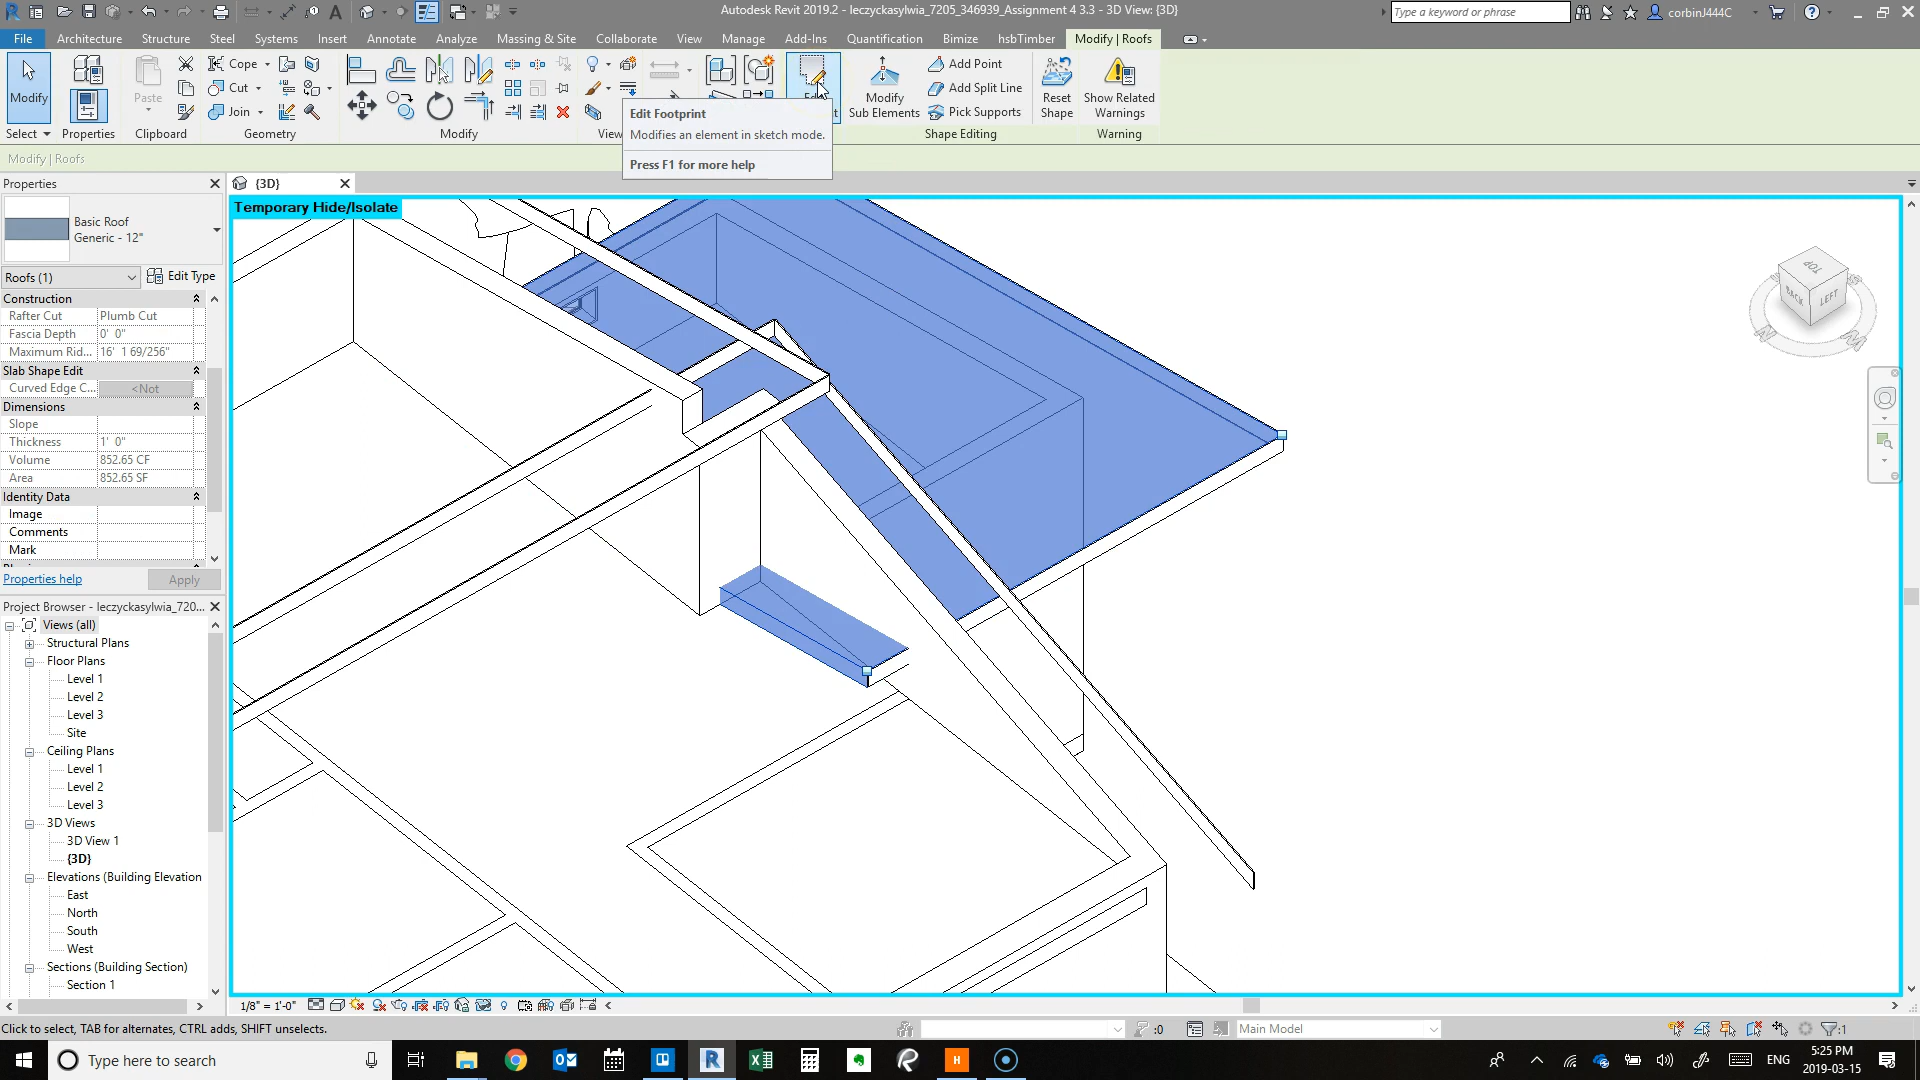 Autodesk Revit 2019.2 - leczyckasylwia_7205_346939_Assignment 4 3.3 - 3D View: {3D}
Type a keyword or phrase
corbinJ444C
File Architecture Structure Steel Systems Insert Annotate Analyze Massing & Site Collaborate View Manage Add-Ins Quantification Bimize hsbTimber Modify | Roofs
Modify
Paste
Cope
Cut
Join
Modify
Sub Elements
Add Point
Add Split Line
Pick Supports
Reset
Shape
Show Related
Warnings
Select Properties Clipboard Geometry Modify Shape Editing Warning
Edit Footprint
Modifies an element in sketch mode.
Press F1 for more help
Modify | Roofs
Properties
{3D}
Temporary Hide/Isolate
Basic Roof
Generic - 12"
Roofs (1)
Edit Type
Construction
Rafter Cut Plumb Cut
Fascia Depth 0' 0"
Maximum Rid... 16' 1 69/256"
Slab Shape Edit
Curved Edge C... <Not
Dimensions
Slope
Thickness 1' 0"
Volume 852.65 CF
Area 852.65 SF
Identity Data
Image
Comments
Mark
Properties help
Apply
Project Browser - leczyckasylwia_720...
Views (all)
Structural Plans
Floor Plans
Level 1
Level 2
Level 3
Site
Ceiling Plans
Level 1
Level 2
Level 3
3D Views
3D View 1
{3D}
Elevations (Building Elevation
East
North
South
West
Sections (Building Section)
Section 1
TOP
BACK
LEFT
1/8" = 1'-0"
Click to select, TAB for alternates, CTRL adds, SHIFT unselects.
:0
Main Model
:1
Type here to search
ENG
5:25 PM
2019-03-15